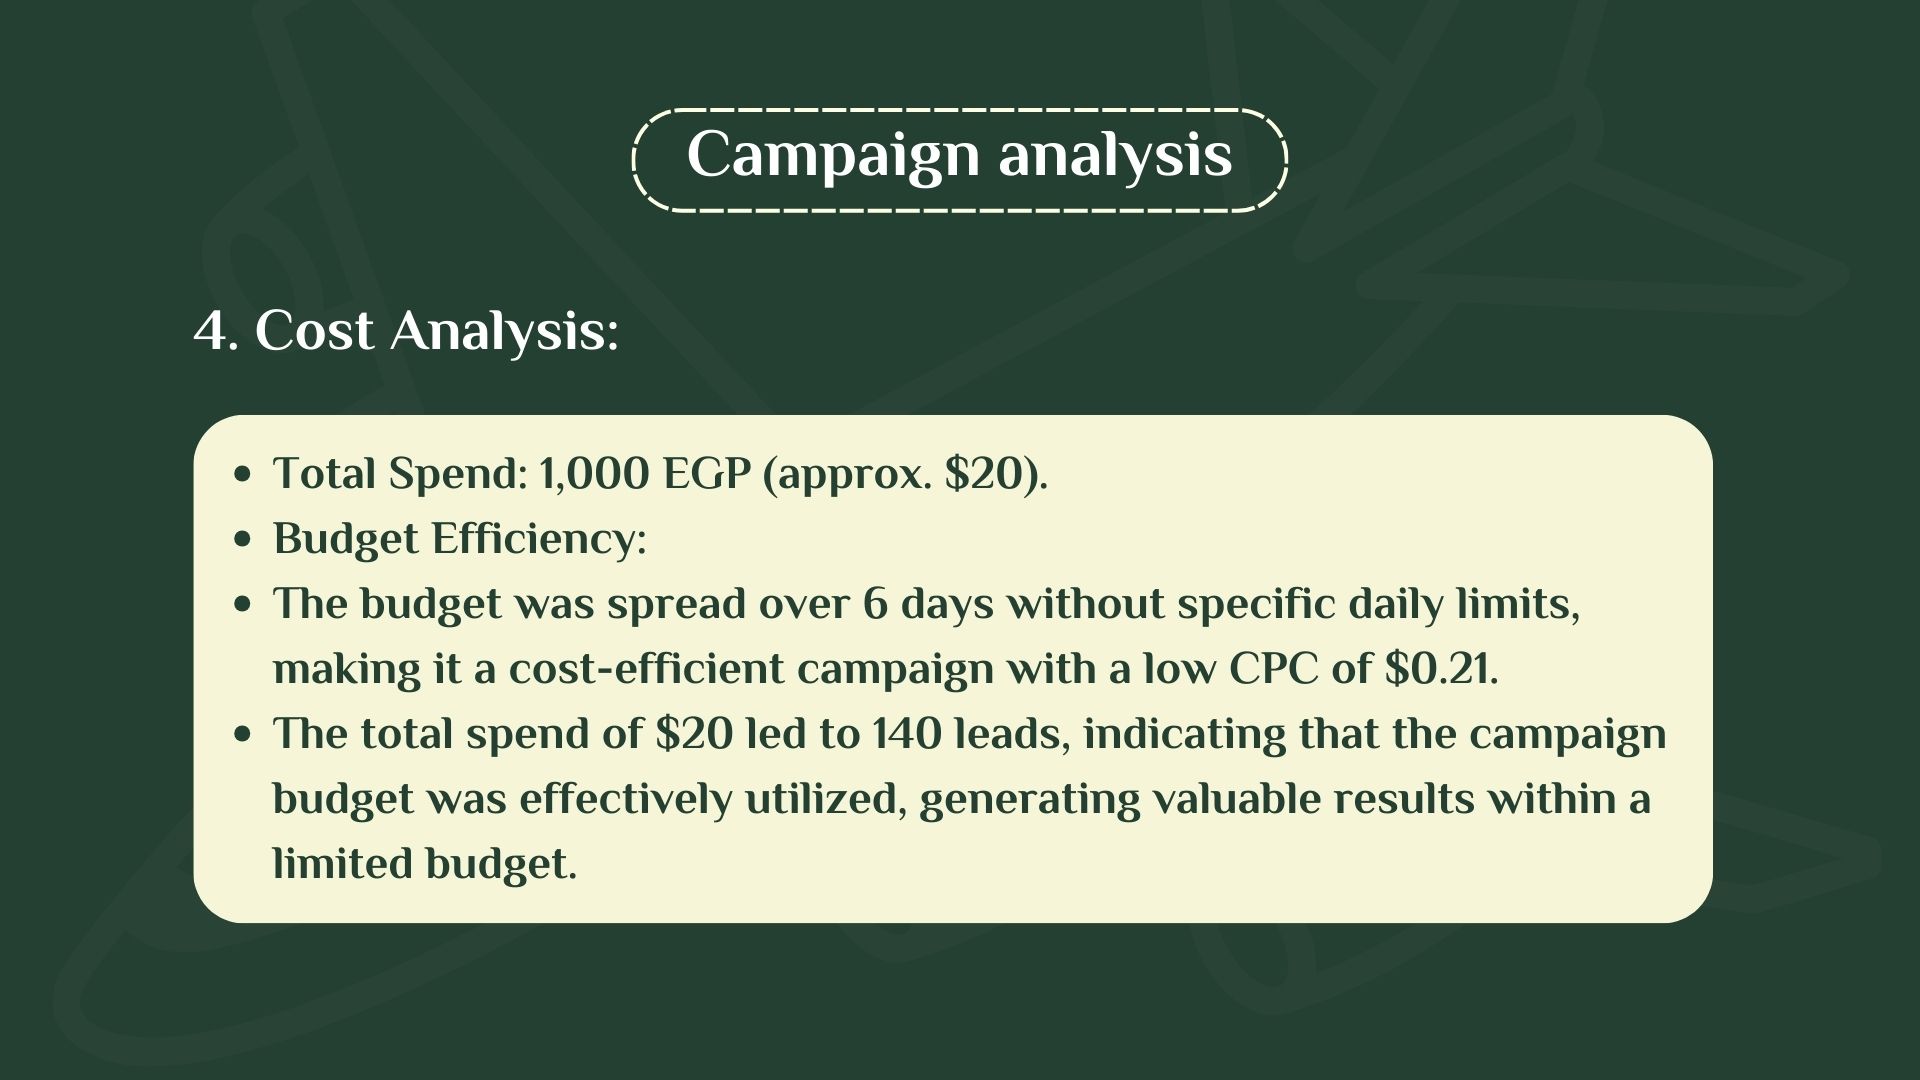 Campaign analysis
4. Cost Analysis:
• Total Spend: 1,000 EGP (approx. $20).
• Budget Efficiency:
• The budget was spread over 6 days without specific daily limits,
making it a cost-efficient campaign with a low CPC of $0.21.
• The total spend of $20 led to 140 leads, indicating that the campaign
budget was effectively utilized, generating valuable results within a
limited budget.